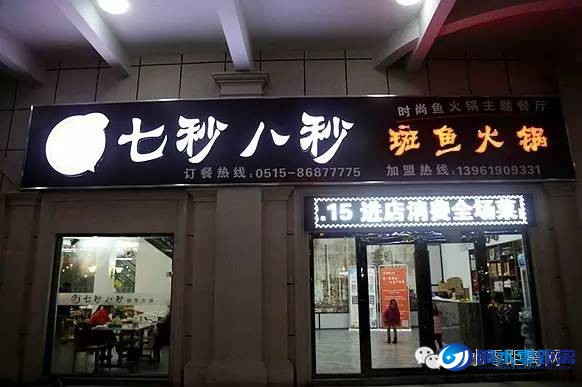 时尚鱼火锅主题餐厅
七秒八秒 斑鱼火锅
订餐热线:0515-86877775 加盟热线:13961909331
.15 进店消费全场菜
七秒八秒